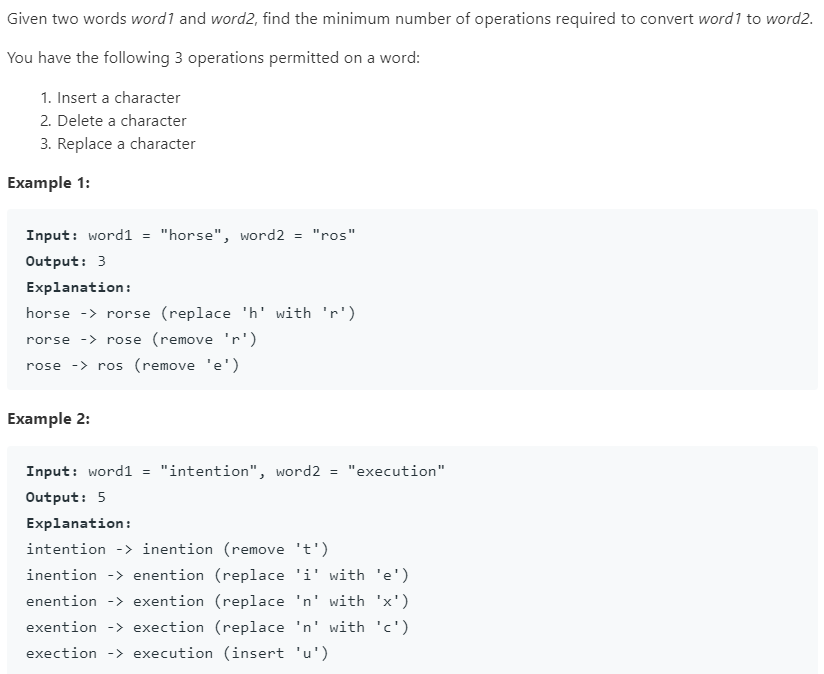 Given two words word1 and word2, find the minimum number of operations required to convert word1 to word2.
You have the following 3 operations permitted on a word:
1. Insert a character
2. Delete a character
3. Replace a character
Example 1:
Input: word1 = "horse", word2 = "ros"
Output: 3
Explanation:
horse -> rorse (replace 'h' with 'r')
rorse -> rose (remove 'r')
rose -> ros (remove 'e')
Example 2:
Input: word1 = "intention", word2 = "execution"
Output: 5
Explanation:
intention -> inention (remove 't')
inention -> enention (replace 'i' with 'e')
enention -> exention (replace 'n' with 'x')
exention -> exection (replace 'n' with 'c')
exection -> execution (insert 'u')